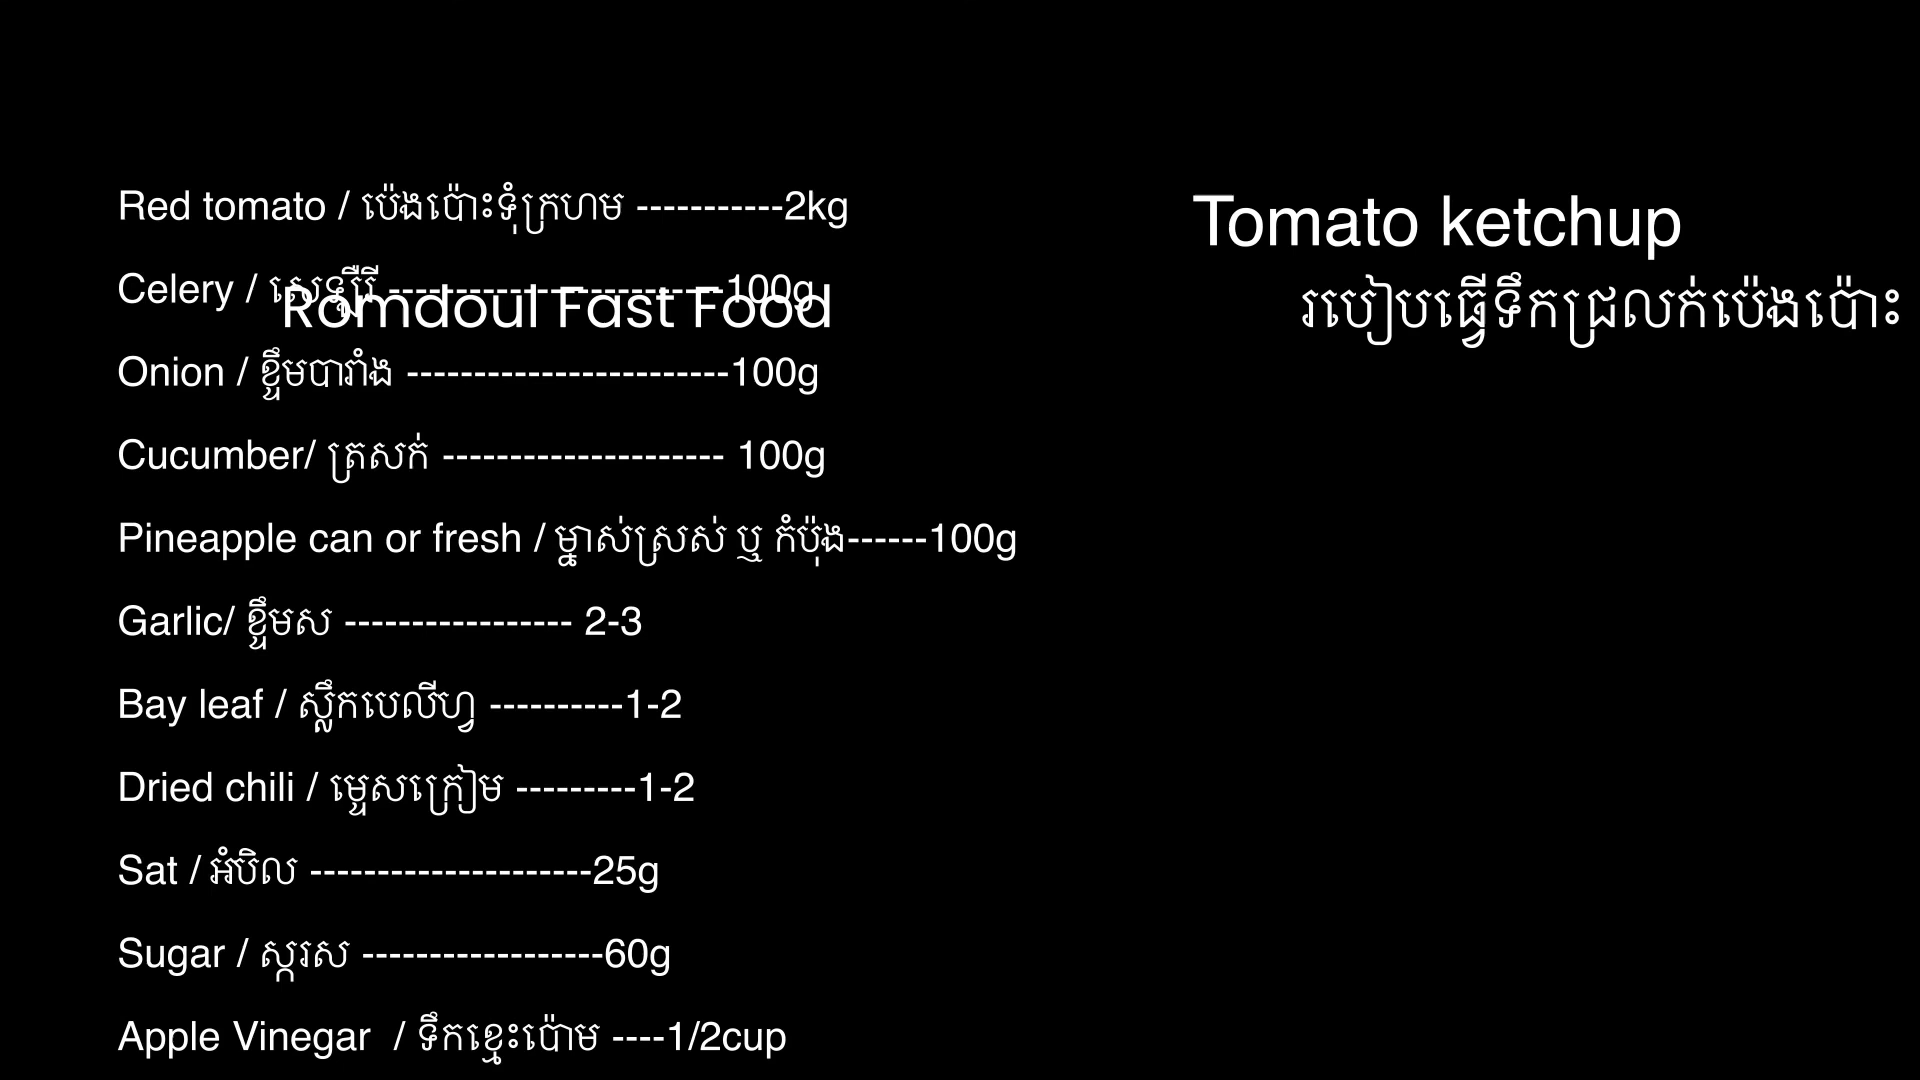 Red tomato / ប៉េងប៉ោះទុំក្រហម -----------2kg
Celery / សេឡឺរី -------------------------100g
Romdoul Fast Food
Onion / ខ្ទឹមបារាំង ------------------------100g
Cucumber/ ត្រសក់ --------------------- 100g
Pineapple can or fresh / ម្នាស់ស្រស់ ឬ កំប៉ុង------100g
Garlic/ ខ្ទឹមស ----------------- 2-3
Bay leaf / ស្លឹកបេលីហ្វ ----------1-2
Dried chili / ម្ទេសក្រៀម ---------1-2
Sat / អំបិល ---------------------25g
Sugar / ស្ករស ------------------60g
Apple Vinegar  / ទឹកខ្មេះប៉ោម ----1/2cup
Tomato ketchup
របៀបធ្វើទឹកជ្រលក់ប៉េងប៉ោះ